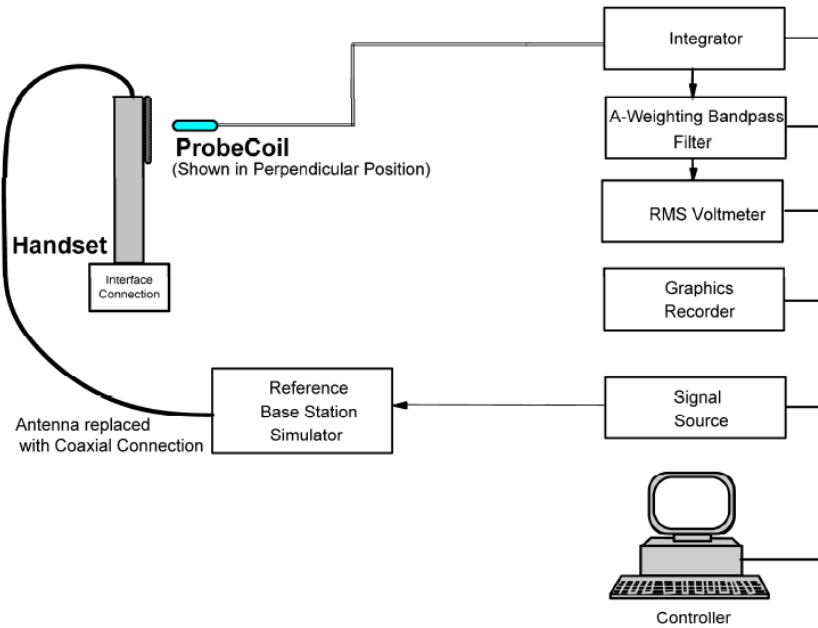 Integrator
A-Weighting Bandpass
Filter
ProbeCoil
(Shown in Perpendicular Position)
RMS Voltmeter
Handset
Interface
Connection
Graphics
Recorder
Reference
Base Station
Simulator
Signal
Source
Antenna replaced
with Coaxial Connection
Controller